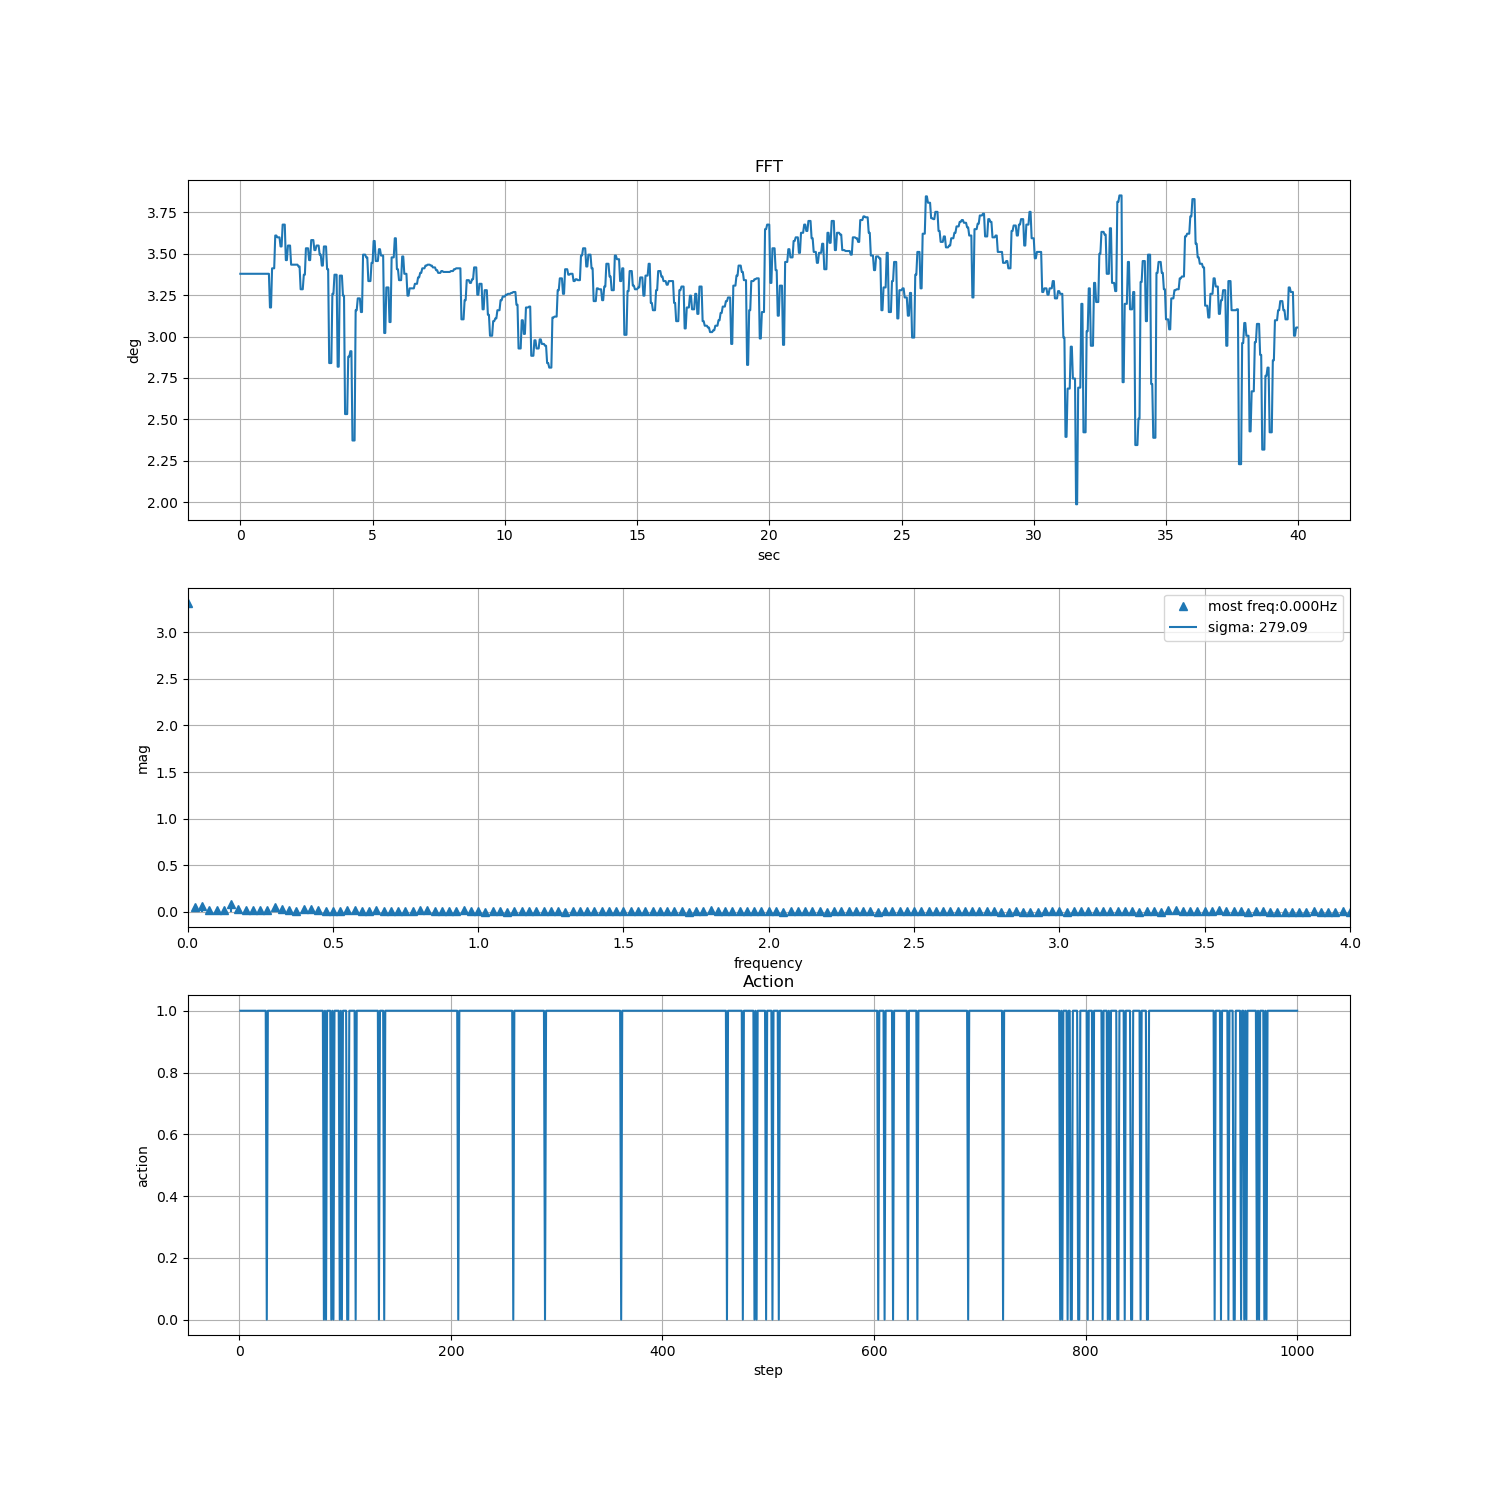 FFT
3.75
3.50
3.25
3.00
2.75
2.50
2.25
2.00
deg
0 5 10 15 20 25 30 35 40
sec
most freq:0.000Hz
sigma: 279.09
3.0
2.5
2.0
1.5
1.0
0.5
0.0
mag
0.0 0.5 1.0 1.5 2.0 2.5 3.0 3.5 4.0
frequency
Action
1.0
0.8
0.6
0.4
0.2
0.0
action
0 200 400 600 800 1000
step